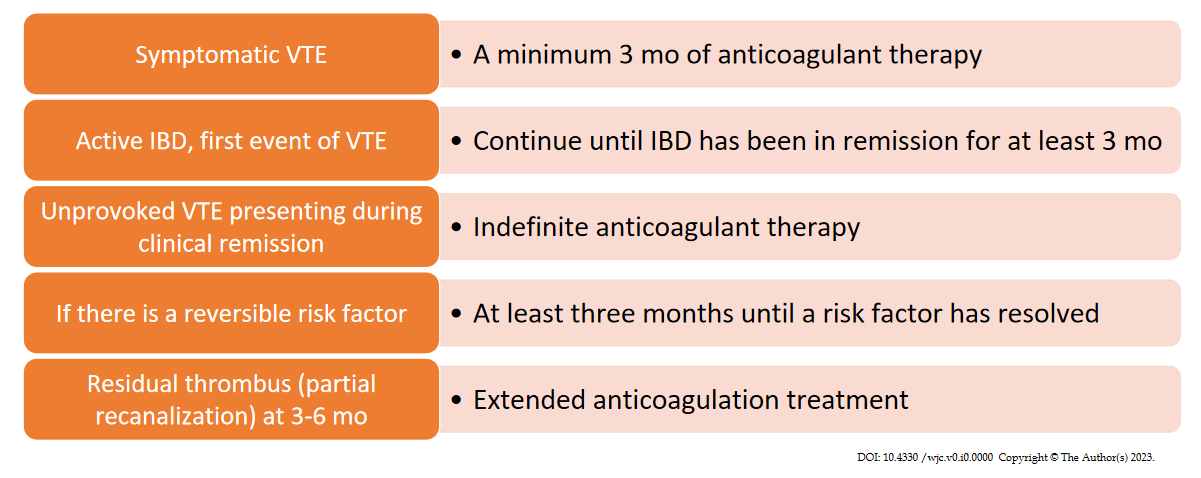 Symptomatic VTE
• A minimum 3 mo of anticoagulant therapy
Active IBD, first event of VTE
• Continue until IBD has been in remission for at least 3 mo
Unprovoked VTE presenting during
clinical remission
• Indefinite anticoagulant therapy
If there is a reversible risk factor
• At least three months until a risk factor has resolved
Residual thrombus (partial
recanalization) at 3-6 mo
• Extended anticoagulation treatment
DOI: 10.4330 /wjc.v0.i0.0000 Copyright © The Author(s) 2023.